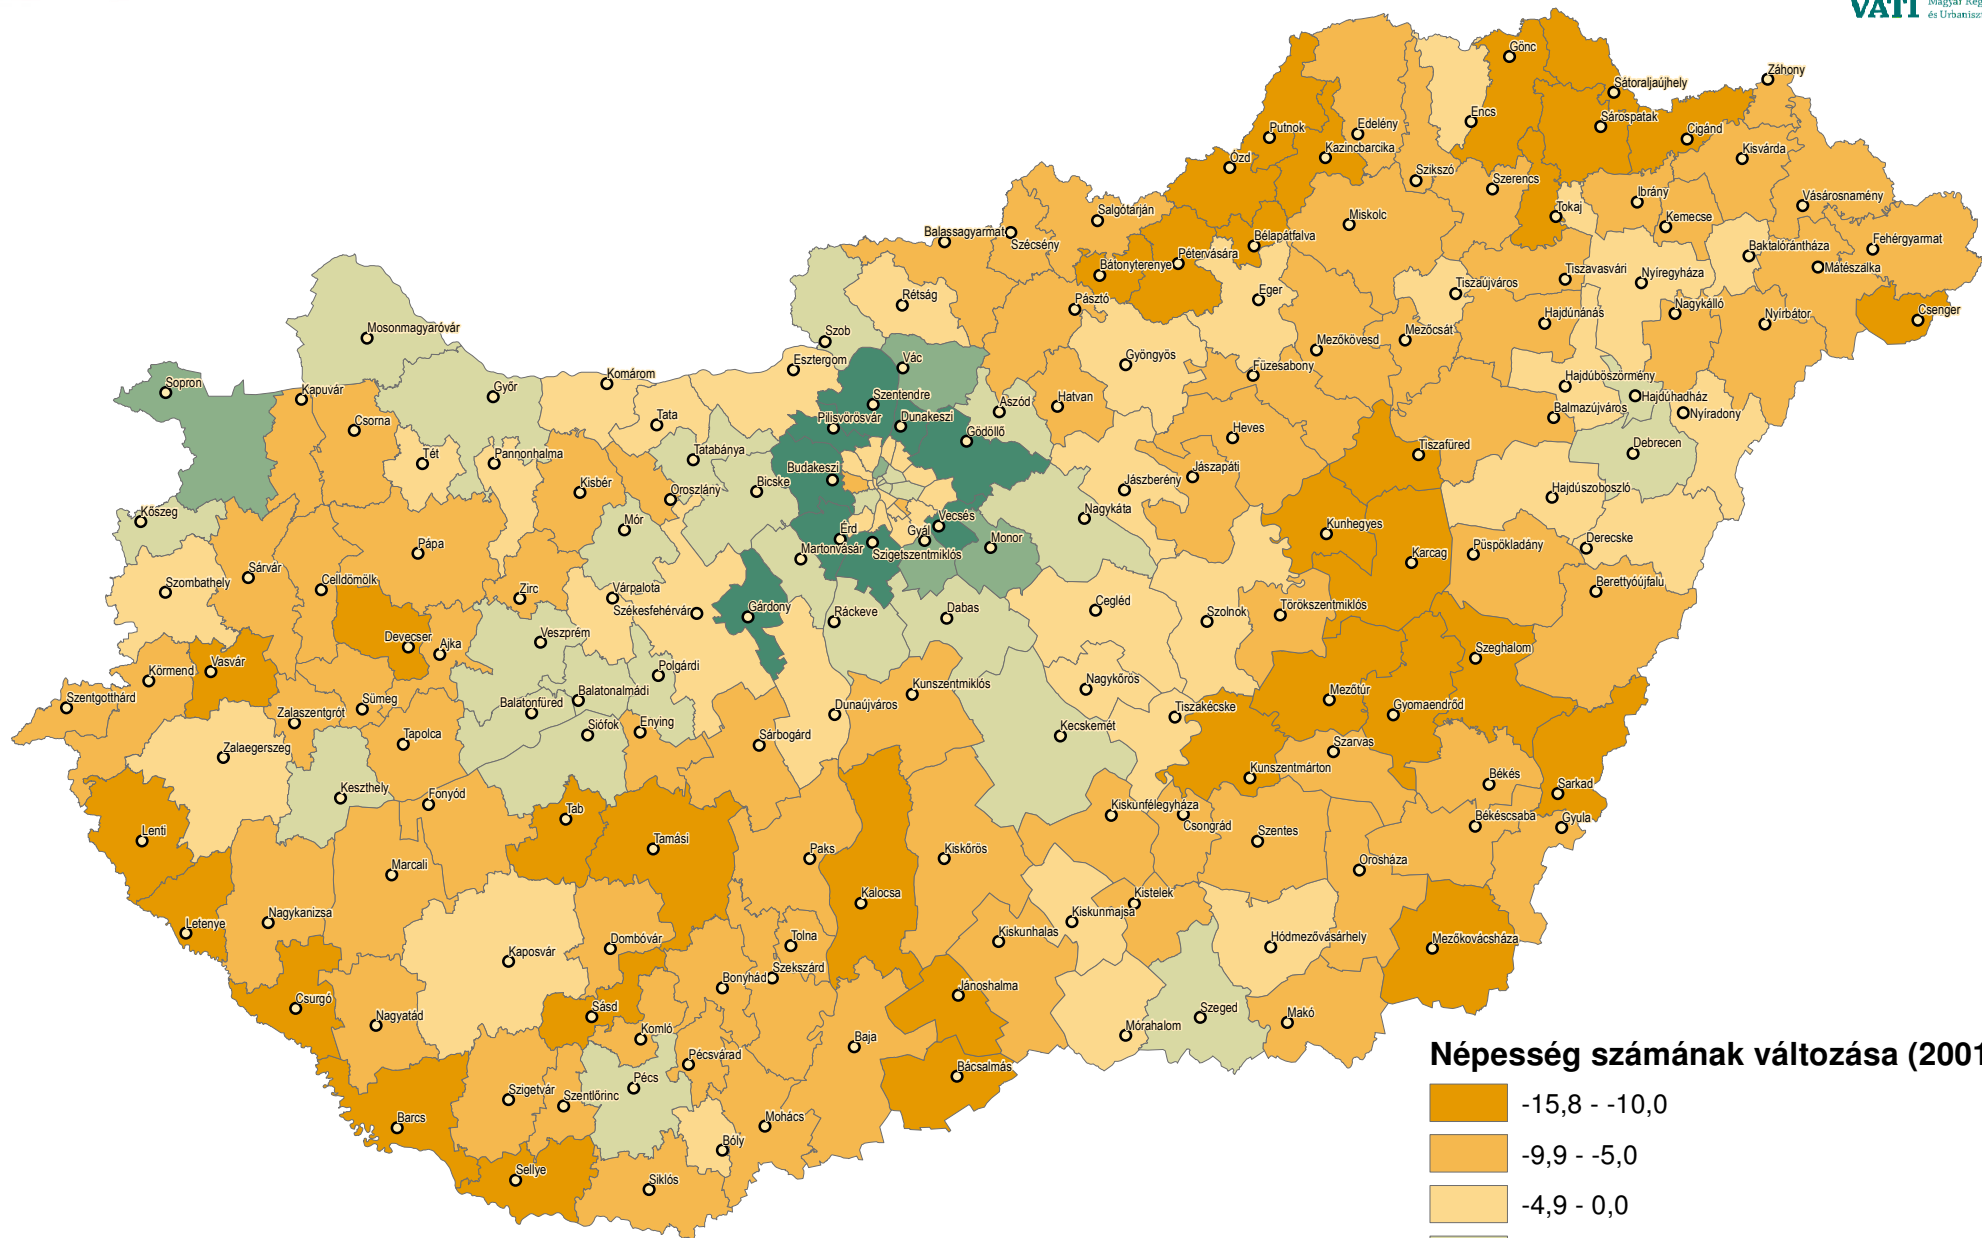 VÁTI
Magyar Reg
és Urbanisz
Gönc
Záhony
Sátoraljaújhely
Encs
Sárospatak
Cigánd
Putnok
Edelény
Kazincbarcika
Kisvárda
Ózd
Szikszó
Szerencs
Ibrány
Vásárosnamény
Tokaj
Kemecse
Salgótarján
Miskolc
Balassagyarmat
Szécsény
Bélapátfalva
Baktalórántháza
Fehérgyarmat
Bátonyterenye
Pétervására
Tiszavasvári
Nyíregyháza
Mátészalka
Rétság
Pásztó
Eger
Tiszaújváros
Nagykálló
Csenger
Mosonmagyaróvár
Szob
Hajdúnánás
Nyírbátor
Mezőkövesd
Mezőcsát
Esztergom
Vác
Gyöngyös
Füzesabony
Sopron
Komárom
Hajdúböszörmény
Kapuvár
Győr
Szentendre
Aszód
Hatvan
Hajdúhadház
Csorna
Tata
Pilisvörösvár
Dunakeszi
Balmazújváros
Nyíradony
Gödöllő
Heves
Tiszafüred
Debrecen
Tét
Pannonhalma
Tatabánya
Budakeszi
Jászapáti
Kisbér
Oroszlány
Bicske
Jászberény
Hajdúszoboszló
Kőszeg
Mór
Nagykáta
Érd
Gyál
Vecsés
Monor
Kunhegyes
Pápa
Martonvásár
Szigetszentmiklós
Karcag
Püspökladány
Derecske
Szombathely
Sárvár
Celldömölk
Zirc
Várpalota
Berettyóújfalu
Székesfehérvár
Gárdony
Ráckeve
Dabas
Cegléd
Szolnok
Törökszentmiklós
Devecser
Ajka
Veszprém
Szeghalom
Körmend
Vasvár
Polgárdi
Szentgotthárd
Balatonalmádi
Kunszentmiklós
Nagykőrös
Mezőtúr
Gyomaendrőd
Zalaszentgrót
Sümeg
Balatonfüred
Dunaújváros
Tiszakécske
Tapolca
Siófok
Enying
Sárbogárd
Kecskemét
Zalaegerszeg
Szarvas
Keszthely
Kunszentmárton
Békés
Fonyód
Sarkad
Lenti
Tab
Tamási
Kiskunfélegyháza
Csongrád
Szentes
Békéscsaba
Gyula
Marcali
Paks
Kiskőrös
Orosháza
Kalocsa
Kistelek
Letenye
Nagykanizsa
Kiskunmajsa
Kaposvár
Dombóvár
Tolna
Kiskunhalas
Hódmezővásárhely
Mezőkovácsháza
Szekszárd
Bonyhád
Jánoshalma
Csurgó
Sásd
Szeged
Makó
Nagyatád
Komló
Baja
Mórahalom
Pécsvárad
Bácsalmás
Szigetvár
Szentlőrinc
Pécs
Barcs
Mohács
Bóly
Sellye
Siklós
Népesség számának változása (2001
-15,8 - -10,0
-9,9 - -5,0
-4,9 - 0,0